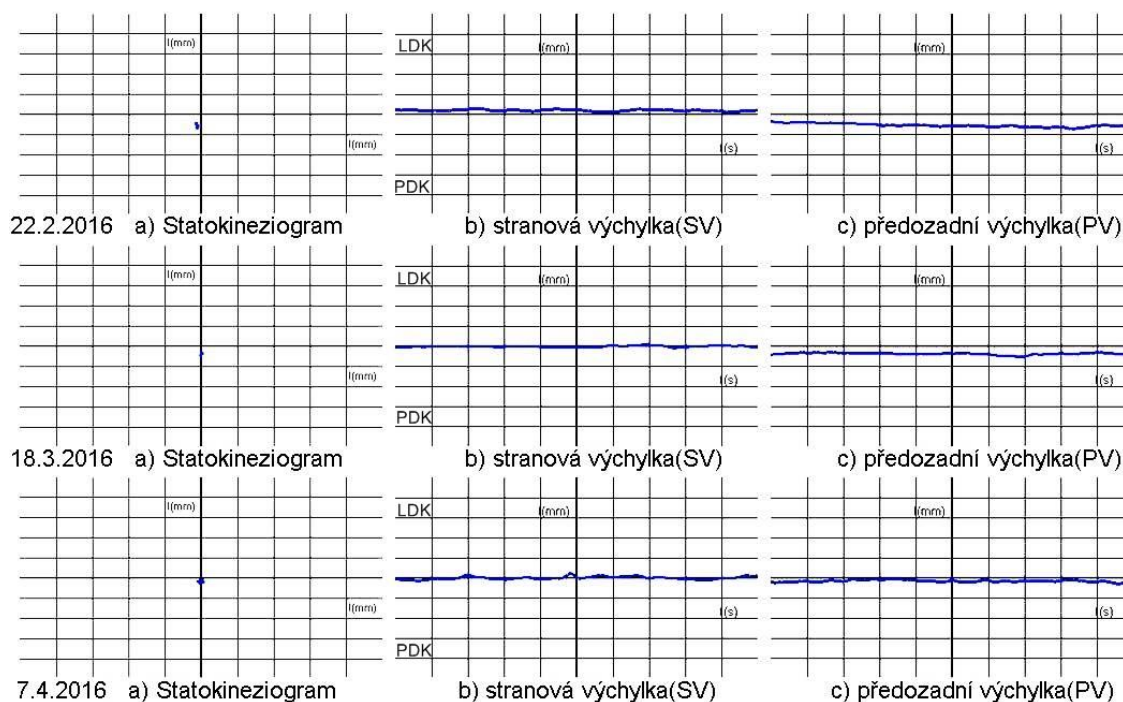 l(mm) LDK l(mm) l(mm)
l(mm) l(s) l(s)
PDK
22.2.2016 a) Statokineziogram b) stranová výchylka(SV) c) předozadní výchylka(PV)
l(mm) LDK l(mm) l(mm)
l(mm) l(s) l(s)
PDK
18.3.2016 a) Statokineziogram b) stranová výchylka(SV) c) předozadní výchylka(PV)
l(mm) LDK l(mm) l(mm)
l(mm) l(s) l(s)
PDK
7.4.2016 a) Statokineziogram b) stranová výchylka(SV) c) předozadní výchylka(PV)